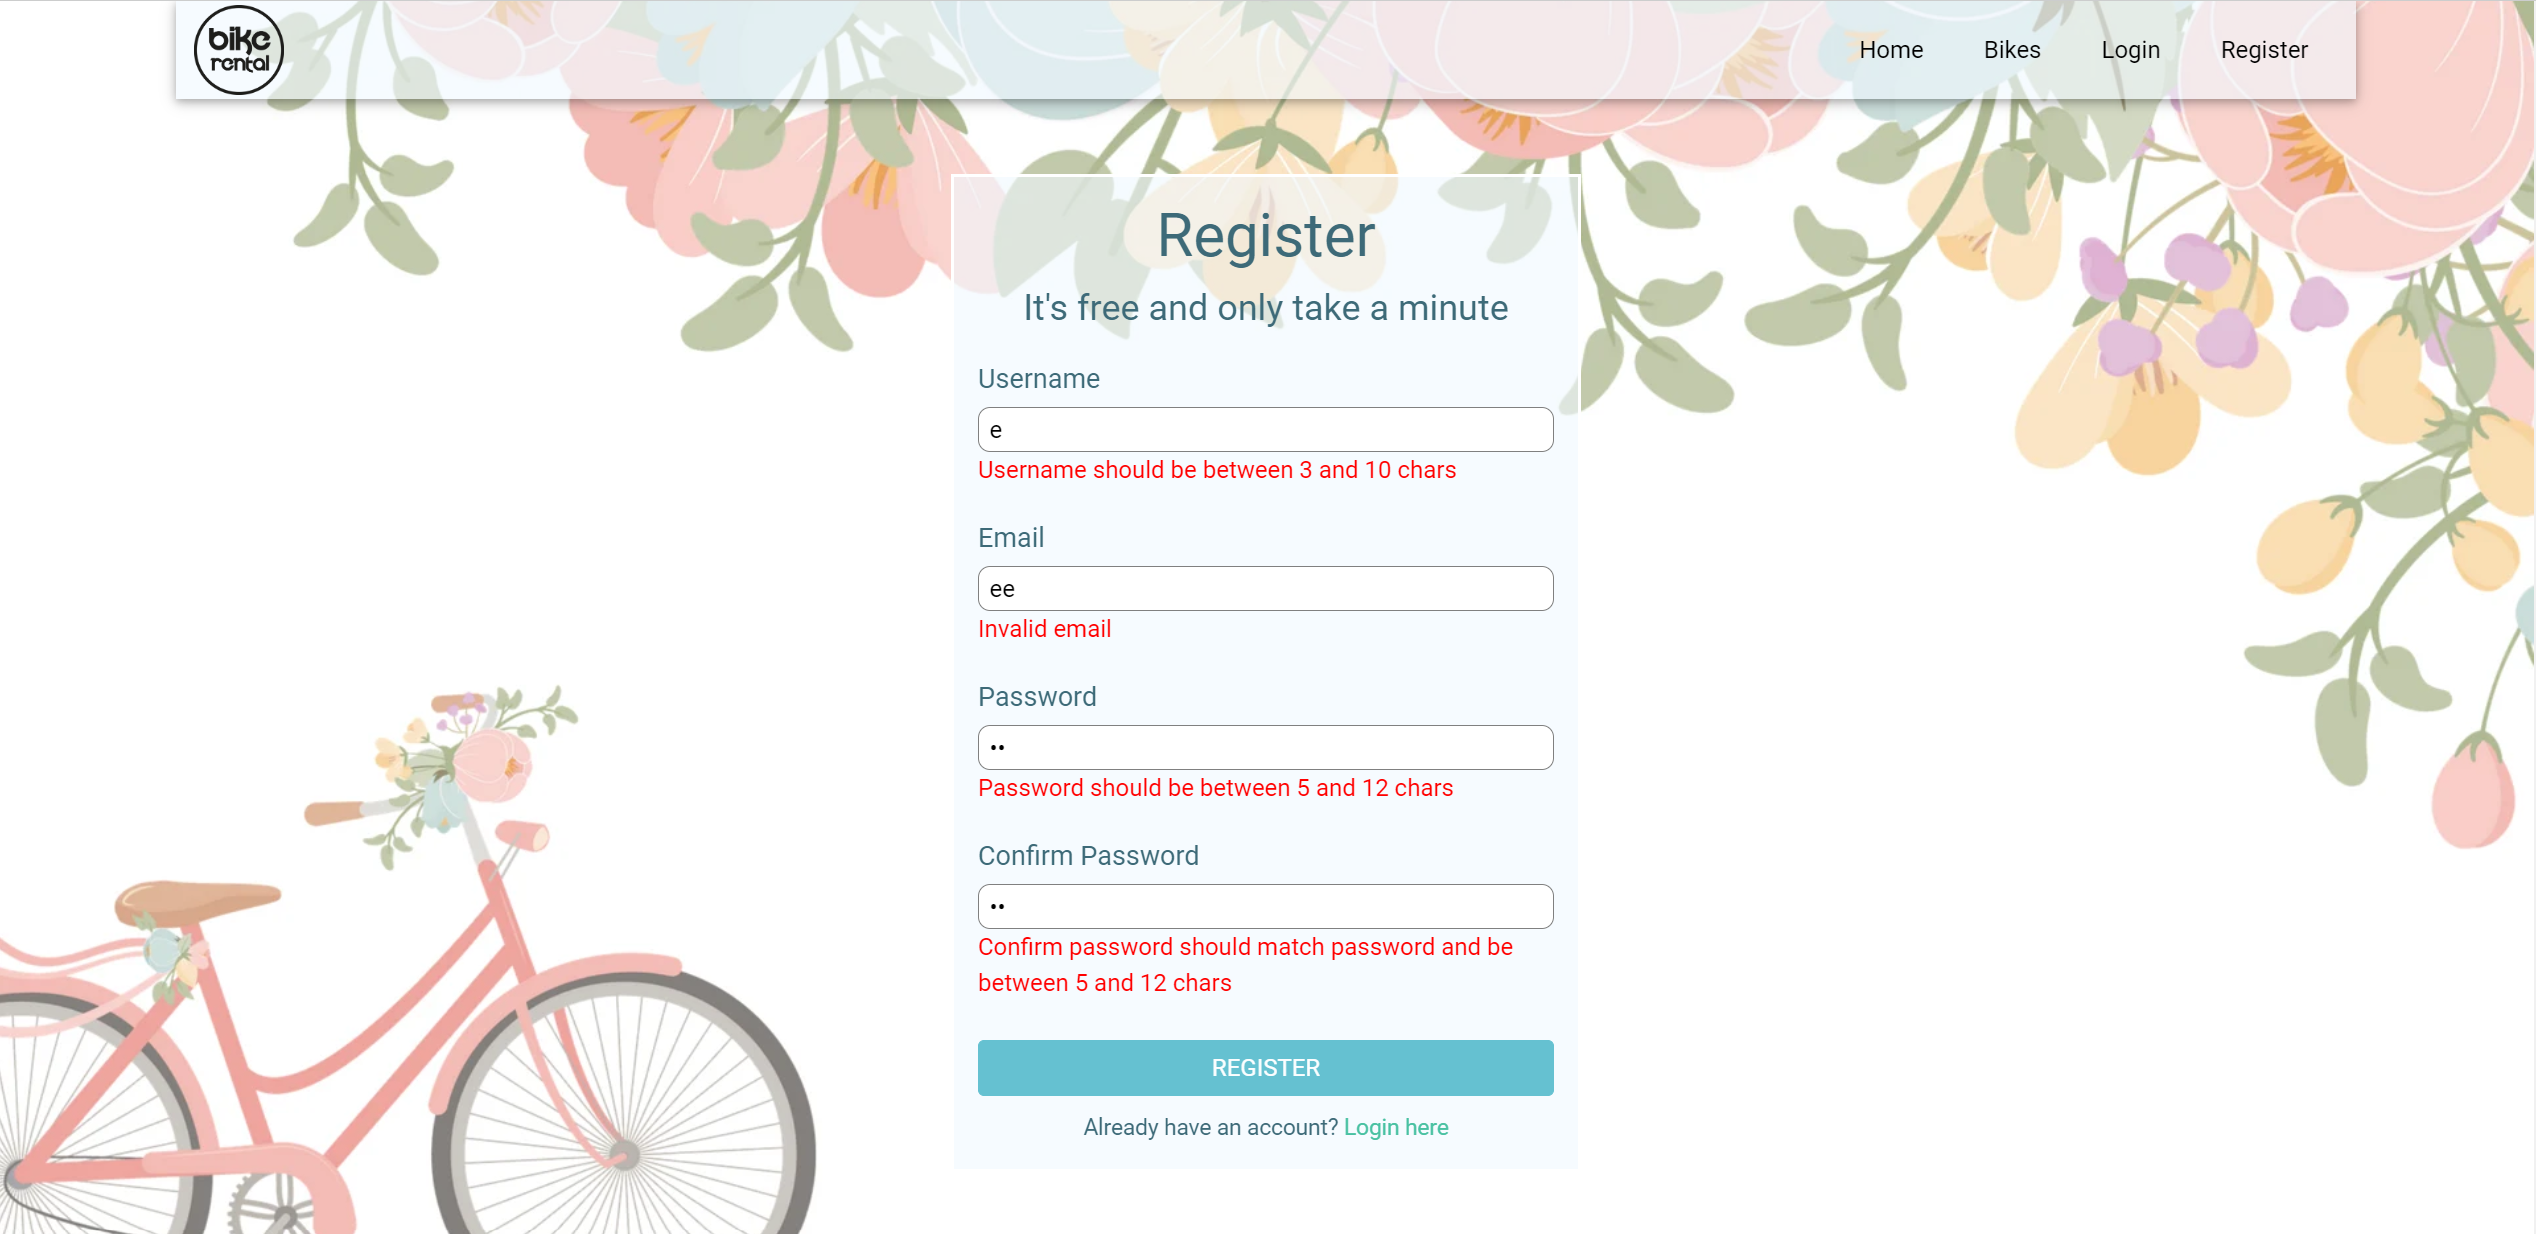 bike
rental
Home Bikes Login Register
Register
It's free and only take a minute
Username
e
Username should be between 3 and 10 chars
Email
ee
Invalid email
Password
••
Password should be between 5 and 12 chars
Confirm Password
••
Confirm password should match password and be
between 5 and 12 chars
REGISTER
Already have an account? Login here